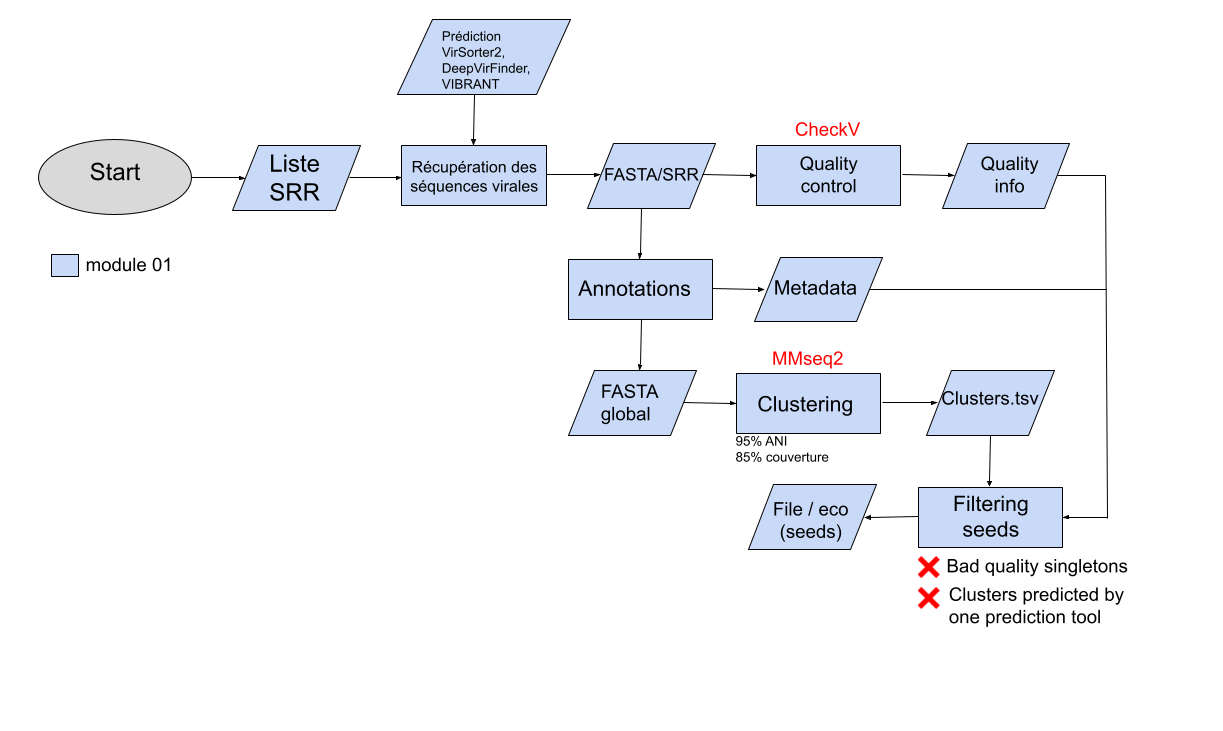 Prédiction
VirSorter2,
DeepVirFinder,
VIBRANT
Start
Liste
SRR
Récupération des
séquences virales
FASTA/SRR
CheckV
Quality
control
Quality
info
module 01
Annotations
Metadata
FASTA
global
MMseq2
Clustering
95% ANI
85% couverture
Clusters.tsv
File / eco
(seeds)
Filtering
seeds
Bad quality singletons
Clusters predicted by
one prediction tool